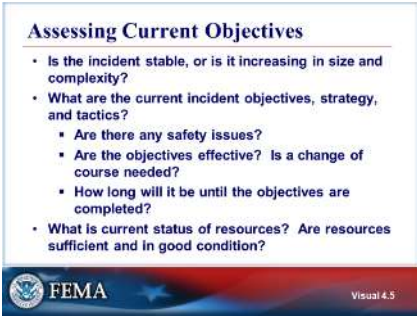 Assessing Current Objectives
• Is the incident stable, or is it increasing in size and
complexity?
• What are the current incident objectives, strategy,
and tactics?
▪ Are there any safety issues?
▪ Are the objectives effective? Is a change of
course needed?
▪ How long will it be until the objectives are
completed?
• What is current status of resources? Are resources
sufficient and in good condition?
FEMA
Visual 4.5